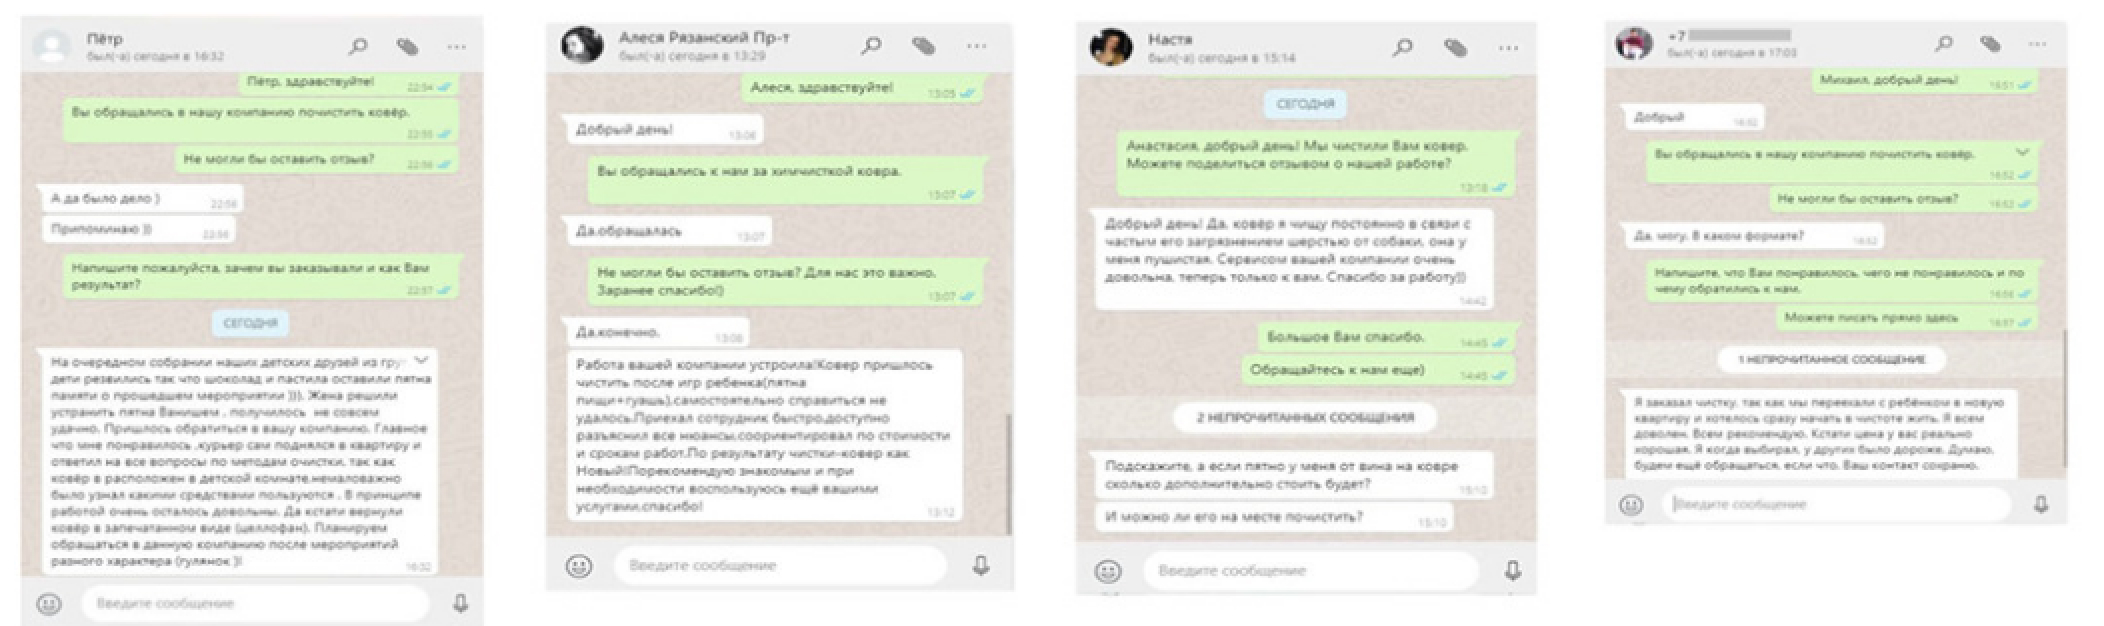 Пётр
был(-а) сегодня в 16:32
Пётр, здравствуйте!
22:54
Вы обращались в нашу компанию почистить ковёр.
22:55
Не могли бы оставить отзыв?
22:56
А да было дело )
22:56
Припоминаю ))
22:56
Напишите пожалуйста, зачем вы заказывали и как Вам
результат?
22:57
СЕГОДНЯ
На очередном собрании наших детских друзей из гру
дети резвились так что шоколад и пастила оставили пятна
памяти о прошедшем мероприятии ))). Жена решили
устранить пятна Ванишем , получилось не совсем
удачно. Пришлось обратиться в вашу компанию. Главное
что мне понравилось ,курьер сам поднялся в квартиру и
ответил на все вопросы по методам очистки, так как
ковёр в расположен в детской комнате,немаловажно
было узнал какими средствами пользуются . В принципе
работой очень осталось довольны. Да кстати вернули
ковёр в запечатанном виде (целлофан). Планируем
обращаться в данную компанию после мероприятий
разного характера (гулянок )!
16:32
Введите сообщение
Алеся Рязанский Пр-т
был(-а) сегодня в 13:29
Алеся, здравствуйте!
13:05
Добрый день!
13:06
Вы обращались к нам за химчисткой ковра.
13:07
Да,обращалась
13:07
Не могли бы оставить отзыв? Для нас это важно.
Заранее спасибо!)
13:07
Да,конечно.
13:08
Работа вашей компании устроила!Ковер пришлось
чистить после игр ребенка(пятна
пищи+гуашь),самостоятельно справиться не
удалось.Приехал сотрудник быстро,доступно
разъяснил все нюансы,соориентировал по стоимости
и срокам работ.По результату чистки-ковер как
Новый!Порекомендую знакомым и при
необходимости воспользуюсь ещё вашими
услугами,спасибо!
13:12
Введите сообщение
Настя
был(-а) сегодня в 15:14
СЕГОДНЯ
Анастасия, добрый день! Мы чистили Вам ковер.
Можете поделиться отзывом о нашей работе?
13:18
Добрый день! Да, ковёр я чищу постоянно в связи с
частым его загрязнением шерстью от собаки, она у
меня пушистая. Сервисом вашей компании очень
довольна, теперь только к вам. Спасибо за работу))
14:42
Большое Вам спасибо.
14:45
Обращайтесь к нам еще)
14:45
2 НЕПРОЧИТАННЫХ СООБЩЕНИЯ
Подскажите, а если пятно у меня от вина на ковре
сколько дополнительно стоить будет?
15:10
И можно ли его на месте почистить?
15:10
Введите сообщение
+7
был(-а) сегодня в 17:03
Михаил, добрый день!
16:51
Добрый
16:52
Вы обращались в нашу компанию почистить ковёр.
16:52
Не могли бы оставить отзыв?
16:52
Да, могу. В каком формате?
16:52
Напишите, что Вам понравилось, чего не понравилось и по
чему обратились к нам.
16:56
Можете писать прямо здесь
16:57
1 НЕПРОЧИТАННОЕ СООБЩЕНИЕ
Я заказал чистку, так как мы переехали с ребёнком в новую
квартиру и хотелось сразу начать в чистоте жить. Я всем
доволен. Всем рекомендую. Кстати цена у вас реально
хорошая. Я когда выбирал, у других было дороже. Думаю,
будем ещё обращаться, если что. Ваш контакт сохраню.
Введите сообщение